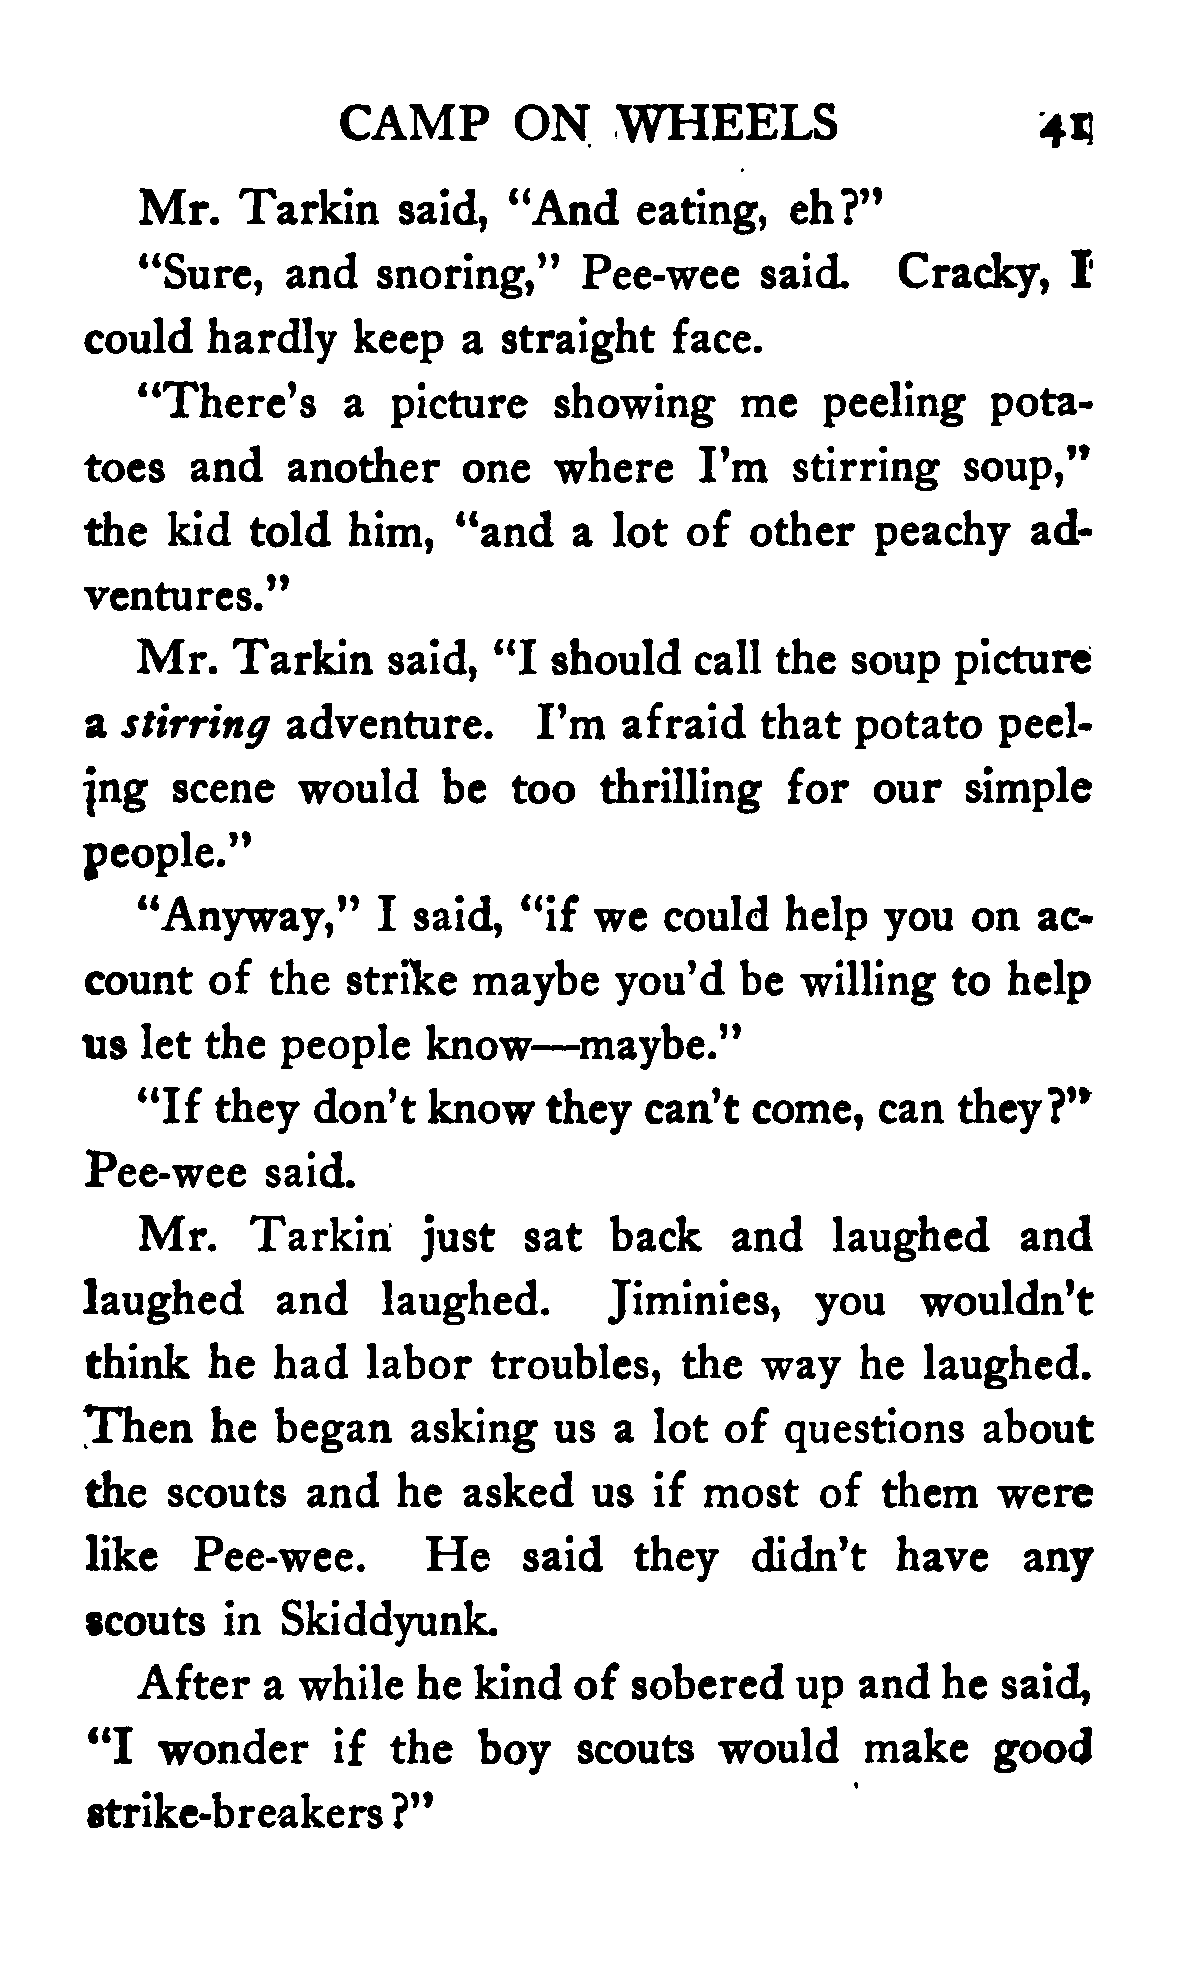 CAMP ON WHEELS 41
Mr. Tarkin said, “And eating, eh?”
“Sure, and snoring,” Pee-wee said. Cracky, I
could hardly keep a straight face.
“There’s a picture showing me peeling pota-
toes and another one where I’m stirring soup,”
the kid told him, “and a lot of other peachy ad-
ventures.”
Mr. Tarkin said, “I should call the soup picture
a stirring adventure. I’m afraid that potato peel-
ing scene would be too thrilling for our simple
people.”
“Anyway,” I said, “if we could help you on ac-
count of the strike maybe you’d be willing to help
us let the people know—maybe.”
“If they don’t know they can’t come, can they?”
Pee-wee said.
Mr. Tarkin just sat back and laughed and
laughed and laughed. Jiminies, you wouldn’t
think he had labor troubles, the way he laughed.
Then he began asking us a lot of questions about
the scouts and he asked us if most of them were
like Pee-wee. He said they didn’t have any
scouts in Skiddyunk.
After a while he kind of sobered up and he said,
“I wonder if the boy scouts would make good
strike-breakers?”